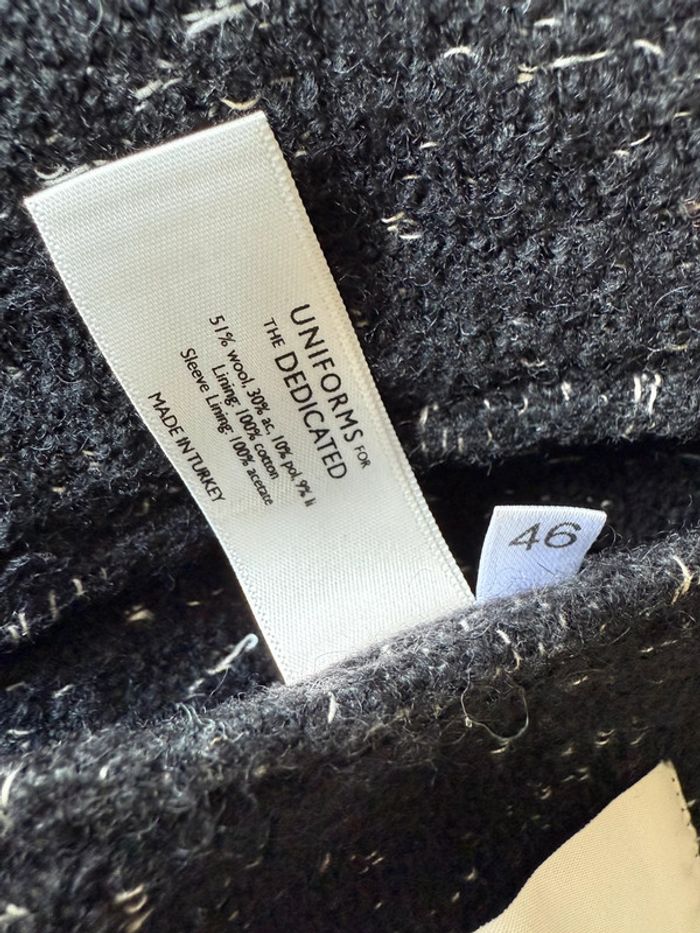 UNIFORMS FOR
THE DEDICATED
51% wool, 30% ac, 10% pol, 9% li
Lining 100% cotton
Sleeve Lining 100% acetate
MADE IN TURKEY
46